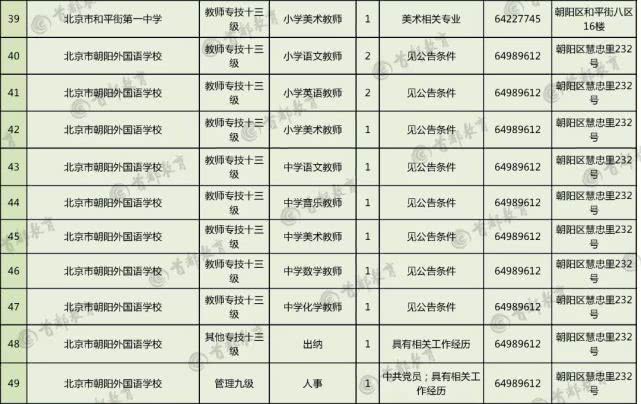 39 北京市和平街第一中学 教师专技十三级 小学美术教师 1 美术相关专业 64227745 朝阳区和平街八区16楼
40 北京市朝阳外国语学校 教师专技十三级 小学语文教师 2 见公告条件 64989612 朝阳区慧忠里232号
41 北京市朝阳外国语学校 教师专技十三级 小学英语教师 2 见公告条件 64989612 朝阳区慧忠里232号
42 北京市朝阳外国语学校 教师专技十三级 小学美术教师 1 见公告条件 64989612 朝阳区慧忠里232号
43 北京市朝阳外国语学校 教师专技十三级 中学语文教师 1 见公告条件 64989612 朝阳区慧忠里232号
44 北京市朝阳外国语学校 教师专技十三级 中学音乐教师 1 见公告条件 64989612 朝阳区慧忠里232号
45 北京市朝阳外国语学校 教师专技十三级 中学美术教师 1 见公告条件 64989612 朝阳区慧忠里232号
46 北京市朝阳外国语学校 教师专技十三级 中学数学教师 1 见公告条件 64989612 朝阳区慧忠里232号
47 北京市朝阳外国语学校 教师专技十三级 中学化学教师 1 见公告条件 64989612 朝阳区慧忠里232号
48 北京市朝阳外国语学校 其他专技十三级 出纳 1 具有相关工作经历 64989612 朝阳区慧忠里232号
49 北京市朝阳外国语学校 管理九级 人事 1 中共党员；具有相关工作经历 64989612 朝阳区慧忠里232号
首都教育